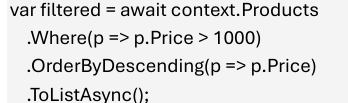 var filtered = await context.Products
.Where(p => p.Price > 1000)
.OrderByDescending(p => p.Price)
.ToListAsync();